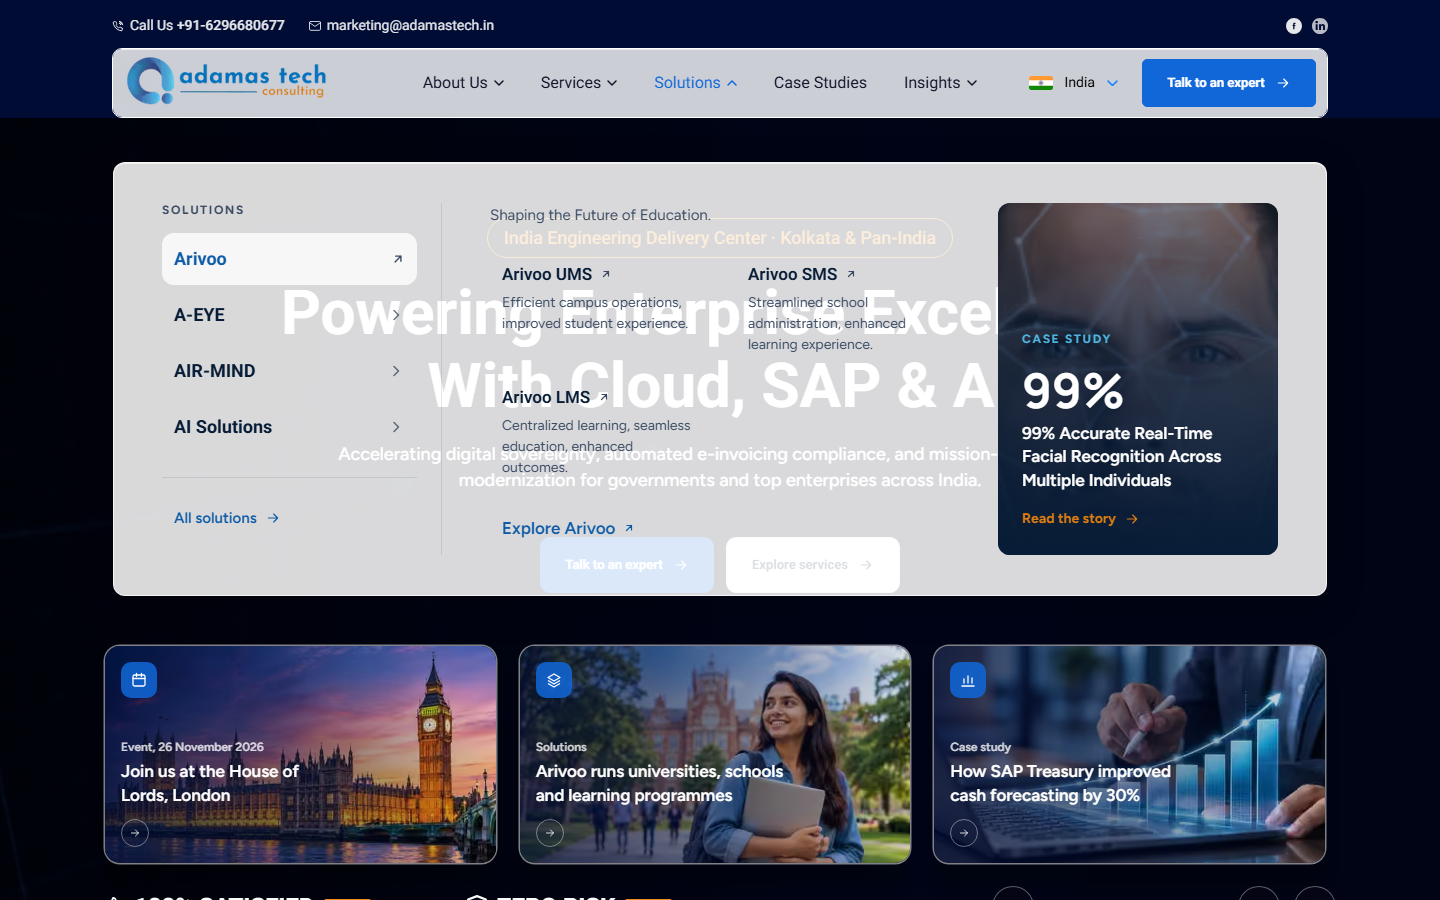 Call Us +91-6296680677
marketing@adamastech.in
adamas tech
consulting
About Us
Services
Solutions
Case Studies
Insights
India
Talk to an expert
SOLUTIONS
Arivoo
A-EYE
AIR-MIND
AI Solutions
All solutions
Shaping the Future of Education.
Arivoo UMS
Efficient campus operations,
improved student experience.
Arivoo SMS
Streamlined school
administration, enhanced
learning experience.
Arivoo LMS
Centralized learning, seamless
education, enhanced
outcomes.
Explore Arivoo
CASE STUDY
99%
99% Accurate Real-Time
Facial Recognition Across
Multiple Individuals
Read the story
India Engineering Delivery Center · Kolkata & Pan-India
Powering Enterprise Excel
With Cloud, SAP & A
Accelerating digital sovereignty, automated e-invoicing compliance, and mission-
modernization for governments and top enterprises across India.
Talk to an expert
Explore services
Event, 26 November 2026
Join us at the House of
Lords, London
Solutions
Arivoo runs universities, schools
and learning programmes
Case study
How SAP Treasury improved
cash forecasting by 30%